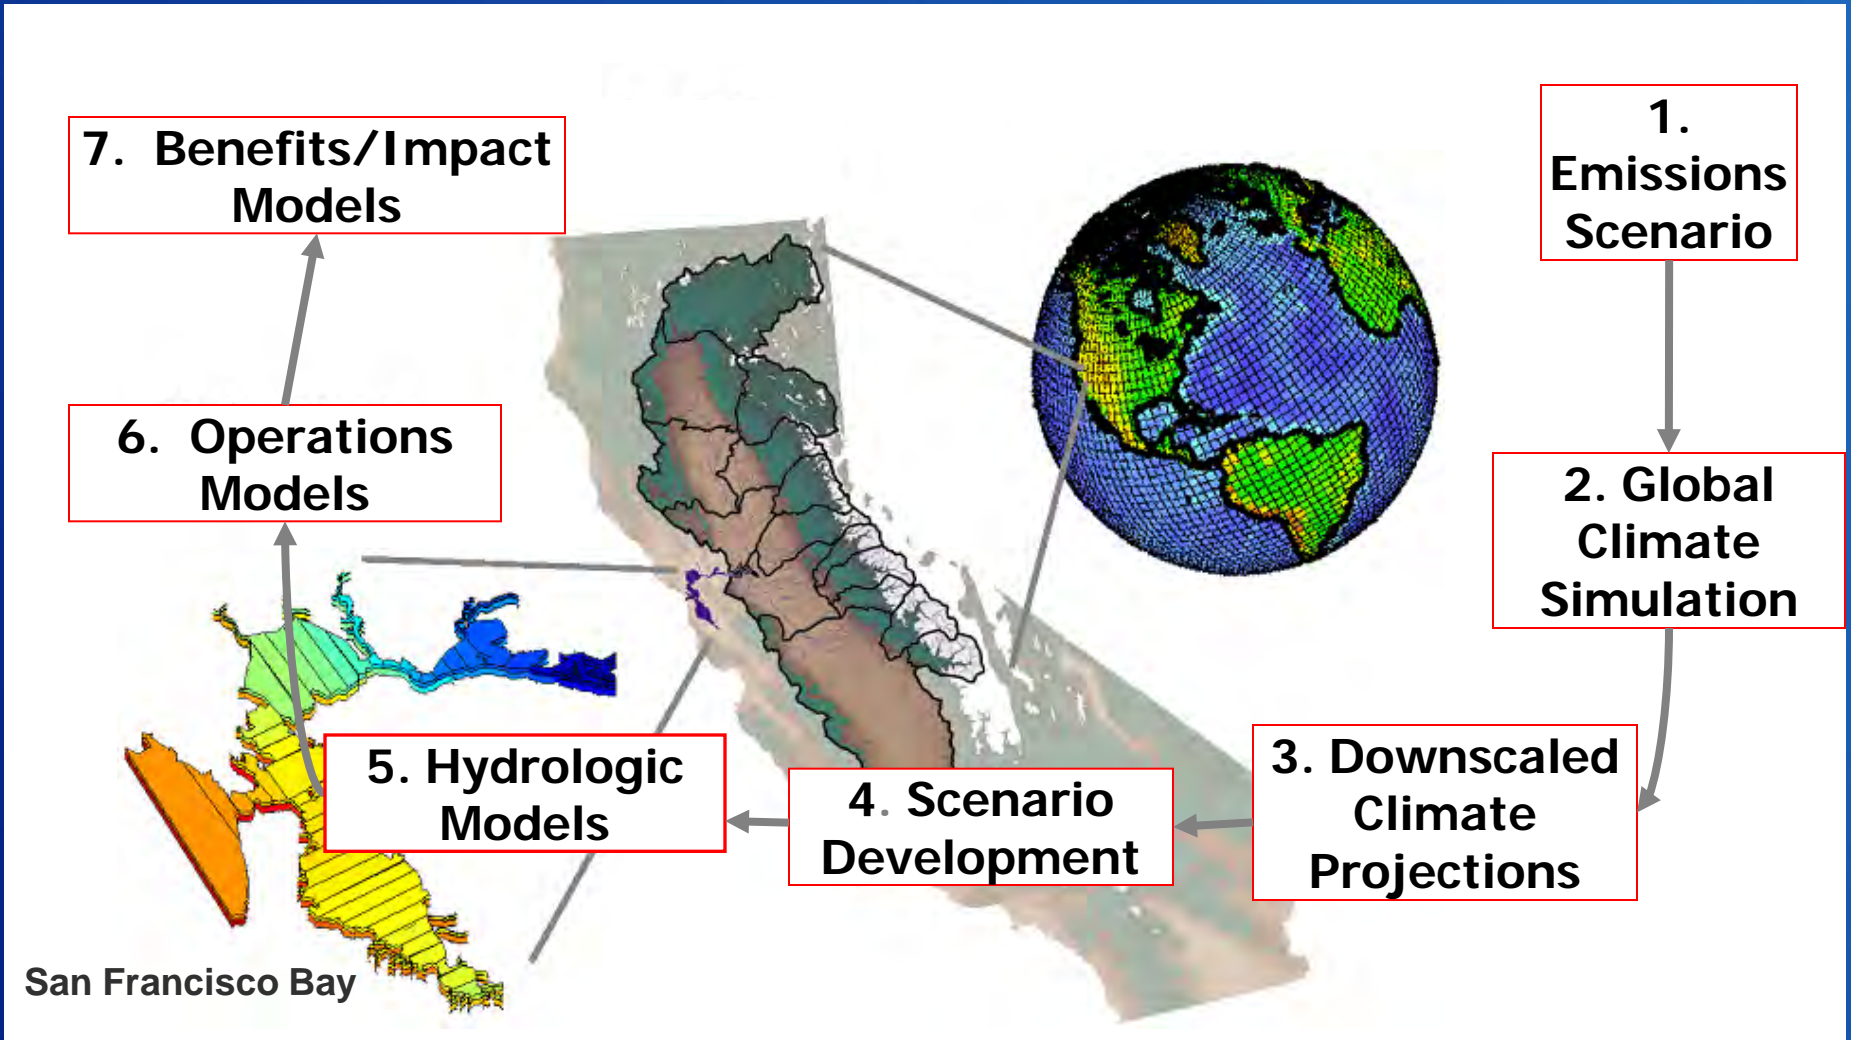 1.
Emissions
Scenario
2. Global
Climate
Simulation
3. Downscaled
Climate
Projections
4. Scenario
Development
5. Hydrologic
Models
6. Operations
Models
7. Benefits/Impact
Models
San Francisco Bay